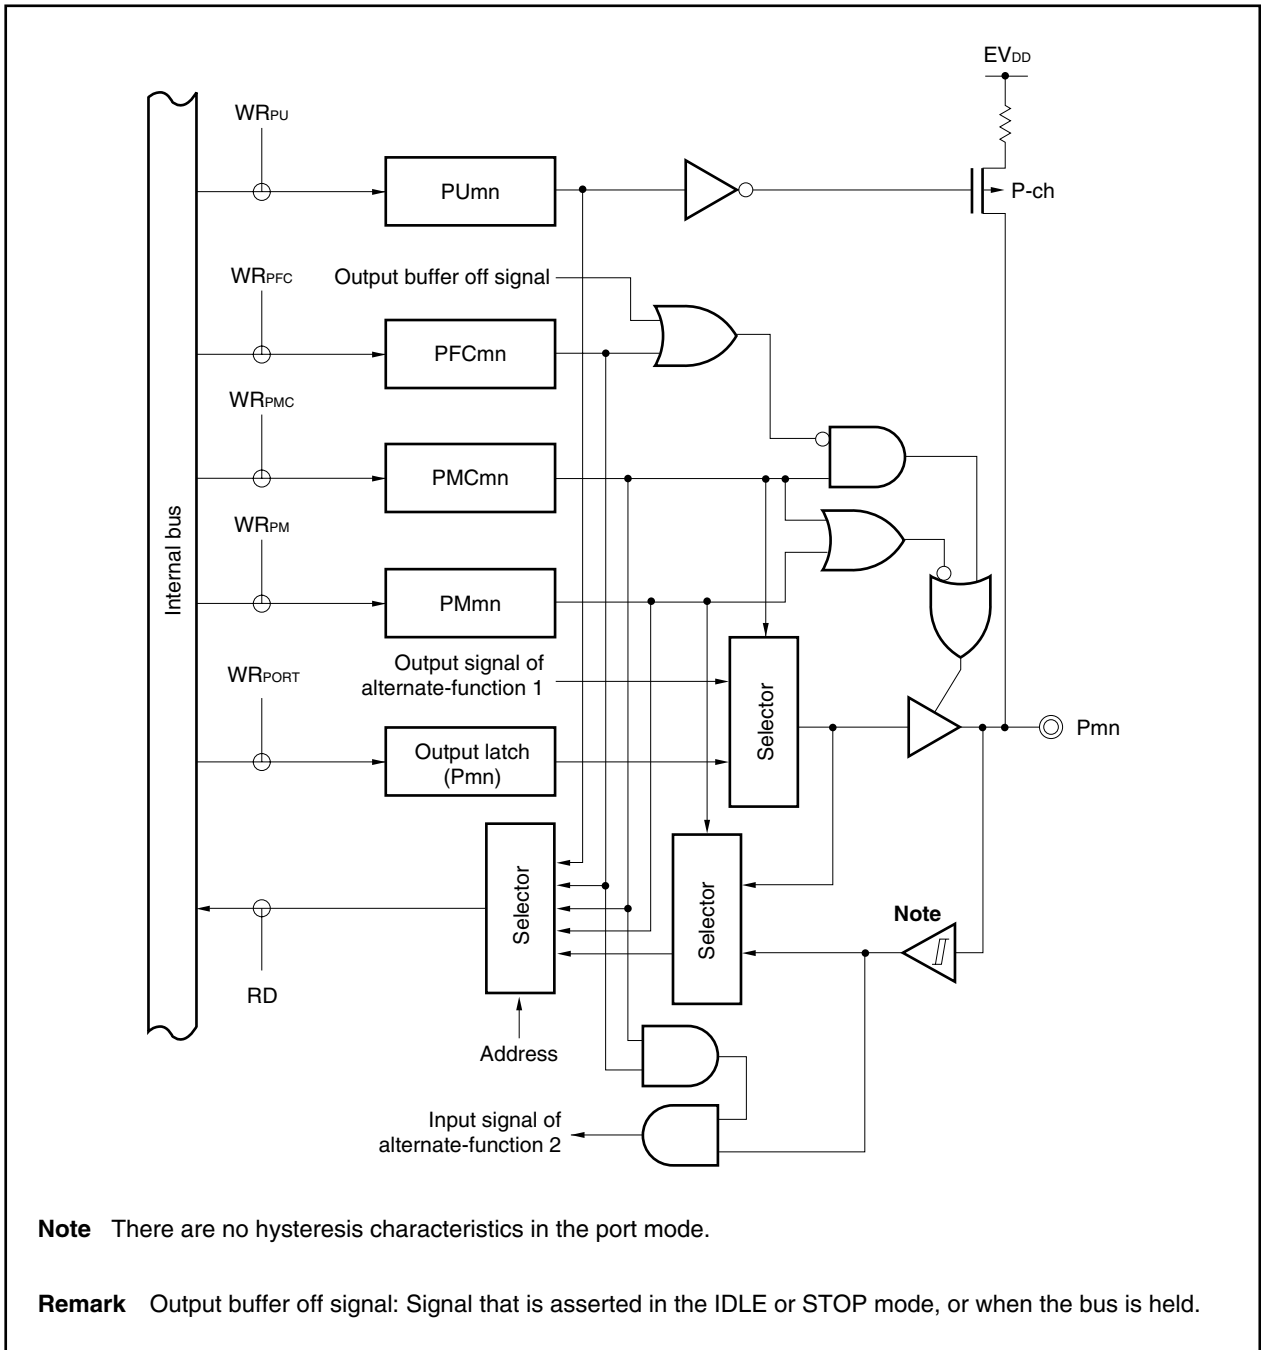 EVDD
WRPU
PUmn
P-ch
WRPFC
Output buffer off signal
PFCmn
WRPMC
PMCmn
WRPM
Internal bus
PMmn
Output signal of
alternate-function 1
WRPORT
Selector
Pmn
Output latch
(Pmn)
Selector
Selector
Note
RD
Address
Input signal of
alternate-function 2
Note There are no hysteresis characteristics in the port mode.
Remark Output buffer off signal: Signal that is asserted in the IDLE or STOP mode, or when the bus is held.